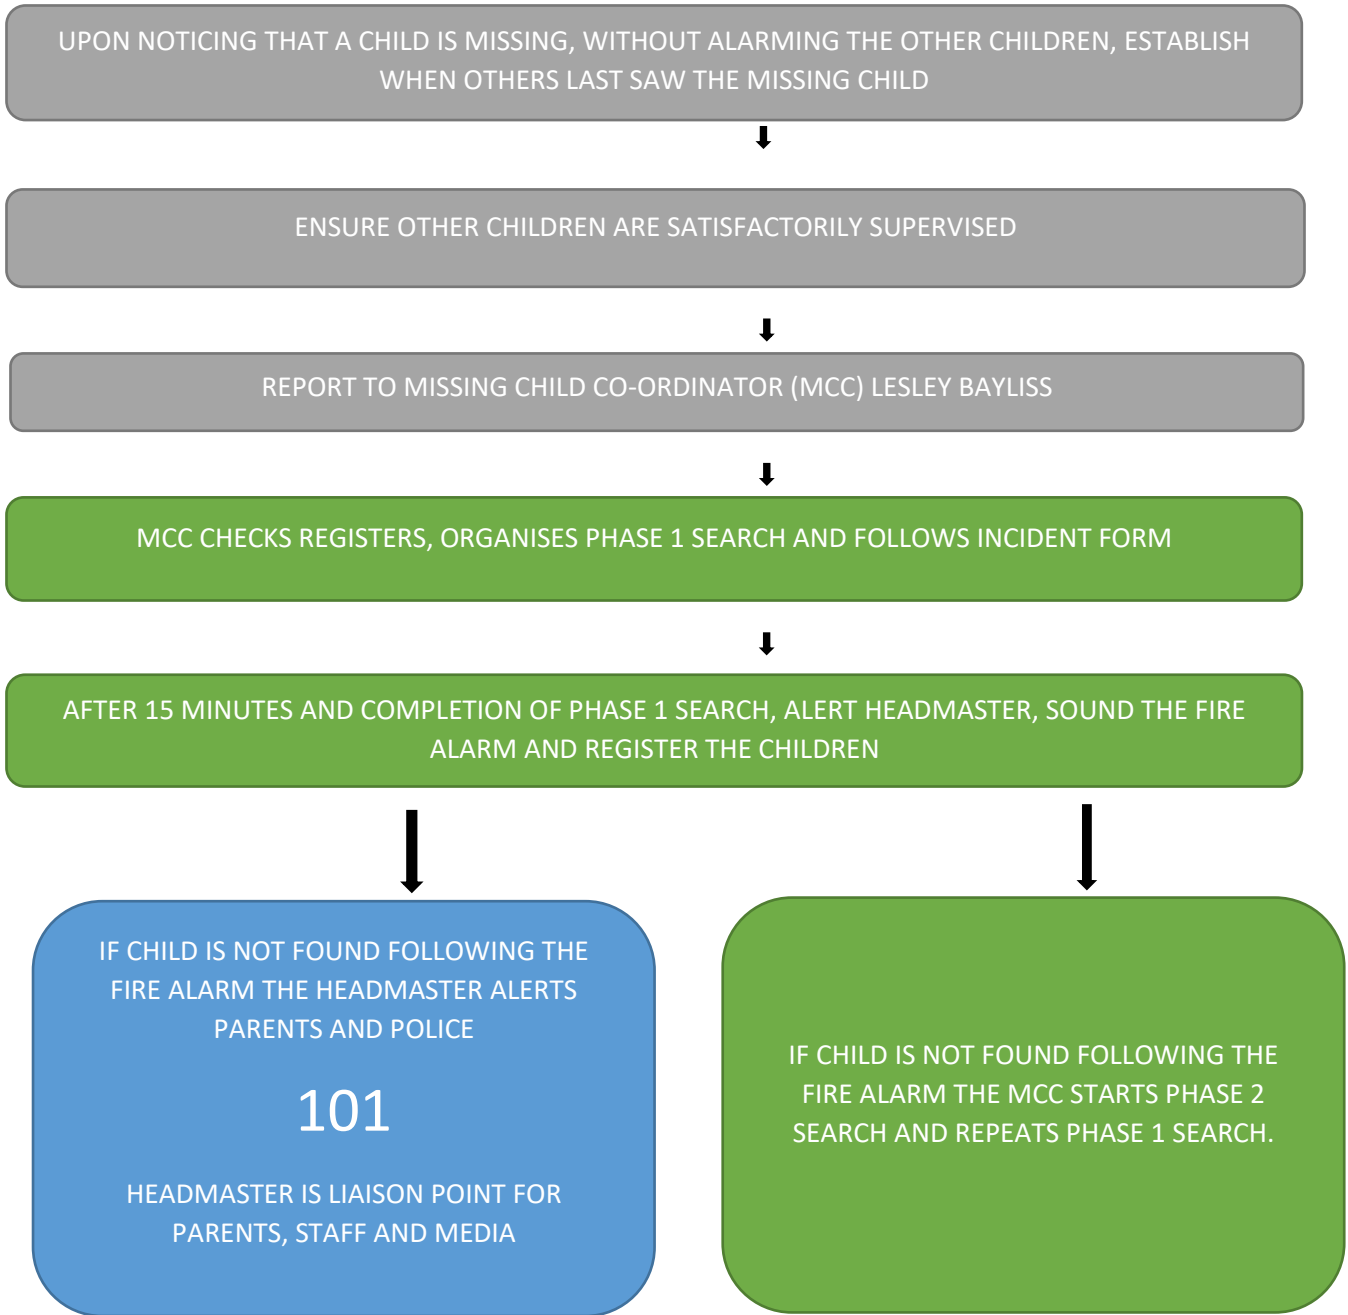 UPON NOTICING THAT A CHILD IS MISSING, WITHOUT ALARMING THE OTHER CHILDREN, ESTABLISH
WHEN OTHERS LAST SAW THE MISSING CHILD
ENSURE OTHER CHILDREN ARE SATISFACTORILY SUPERVISED
REPORT TO MISSING CHILD CO-ORDINATOR (MCC) LESLEY BAYLISS
MCC CHECKS REGISTERS, ORGANISES PHASE 1 SEARCH AND FOLLOWS INCIDENT FORM
AFTER 15 MINUTES AND COMPLETION OF PHASE 1 SEARCH, ALERT HEADMASTER, SOUND THE FIRE
ALARM AND REGISTER THE CHILDREN
IF CHILD IS NOT FOUND FOLLOWING THE
FIRE ALARM THE HEADMASTER ALERTS
PARENTS AND POLICE
101
HEADMASTER IS LIAISON POINT FOR
PARENTS, STAFF AND MEDIA
IF CHILD IS NOT FOUND FOLLOWING THE
FIRE ALARM THE MCC STARTS PHASE 2
SEARCH AND REPEATS PHASE 1 SEARCH.